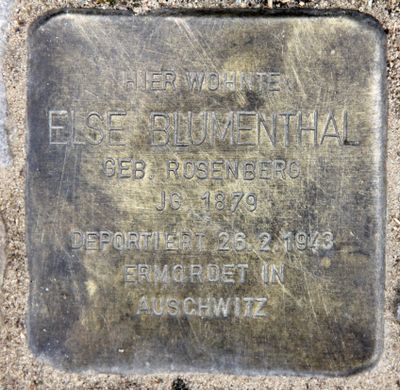 HIER WOHNTE
ELSE BLUMENTHAL
GEB. ROSENBERG
JG. 1879
DEPORTIERT 26.2.1943
ERMORDET IN
AUSCHWITZ